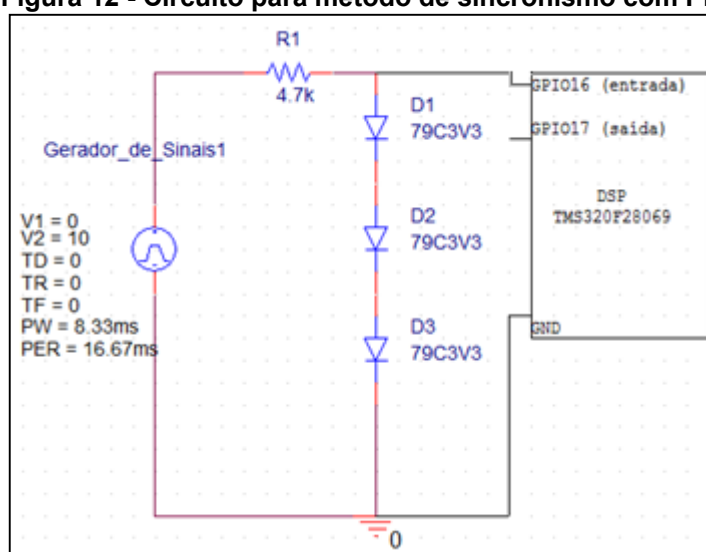 Figura 12 - Circuito para método de sincronismo com
R1
4.7k
D1
79C3V3
Gerador_de_Sinais1
V1 = 0
V2 = 10
TD = 0
TR = 0
TF = 0
PW = 8.33ms
PER = 16.67ms
D2
79C3V3
D3
79C3V3
0
GPIO16 (entrada)
GPIO17 (saída)
DSP
TMS320F28069
GND